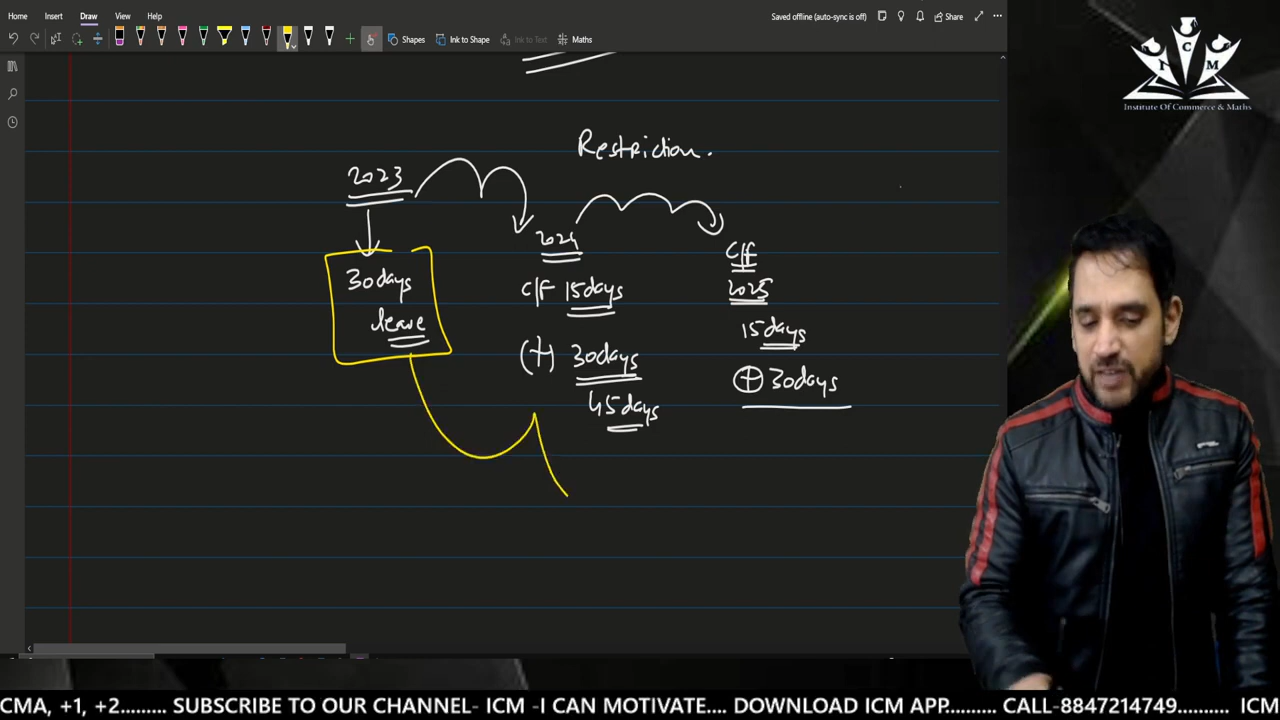 Home Insert Draw View Help
Saved offline (auto-sync is off) Share
Shapes Ink to Shape Ink to Text Maths
ICM
Institute Of Commerce & Maths
Restriction.
2023
30days
leave
2024
C/F 15days
(+) 30days
45days
C/F
2025
15days
+ 30days
CMA, +1, +2......... SUBSCRIBE TO OUR CHANNEL- ICM -I CAN MOTIVATE.... DOWNLOAD ICM APP.......... CALL-8847214749.......... ICM